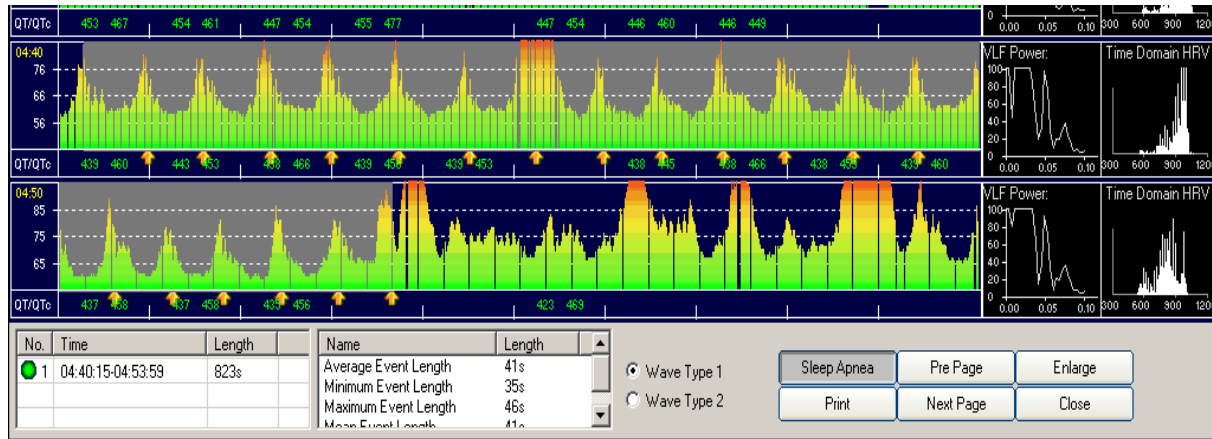 QT/QTc 453 467 454 461 447 454 455 477 447 454 446 460 446 449
0 0.00 0.05 0.10 300 600 900 120
04:40
76
66
56
VLF Power:
100
80
60
40
20
0
0.00 0.05 0.10
Time Domain HRV
300 600 900 120
QT/QTc 439 460 443 453 466 439 439 453 438 466 438 439 460
04:50
85
75
65
VLF Power:
100
80
60
40
20
0
0.00 0.05 0.10
Time Domain HRV
300 600 900 120
QT/QTc 437 437 458 435 456 423 469
No. Time Length
1 04:40:15-04:53:59 823s
Name Length
Average Event Length 41s
Minimum Event Length 35s
Maximum Event Length 46s
Mean Event Length 41s
Wave Type 1
Wave Type 2
Sleep Apnea Pre Page Enlarge
Print Next Page Close